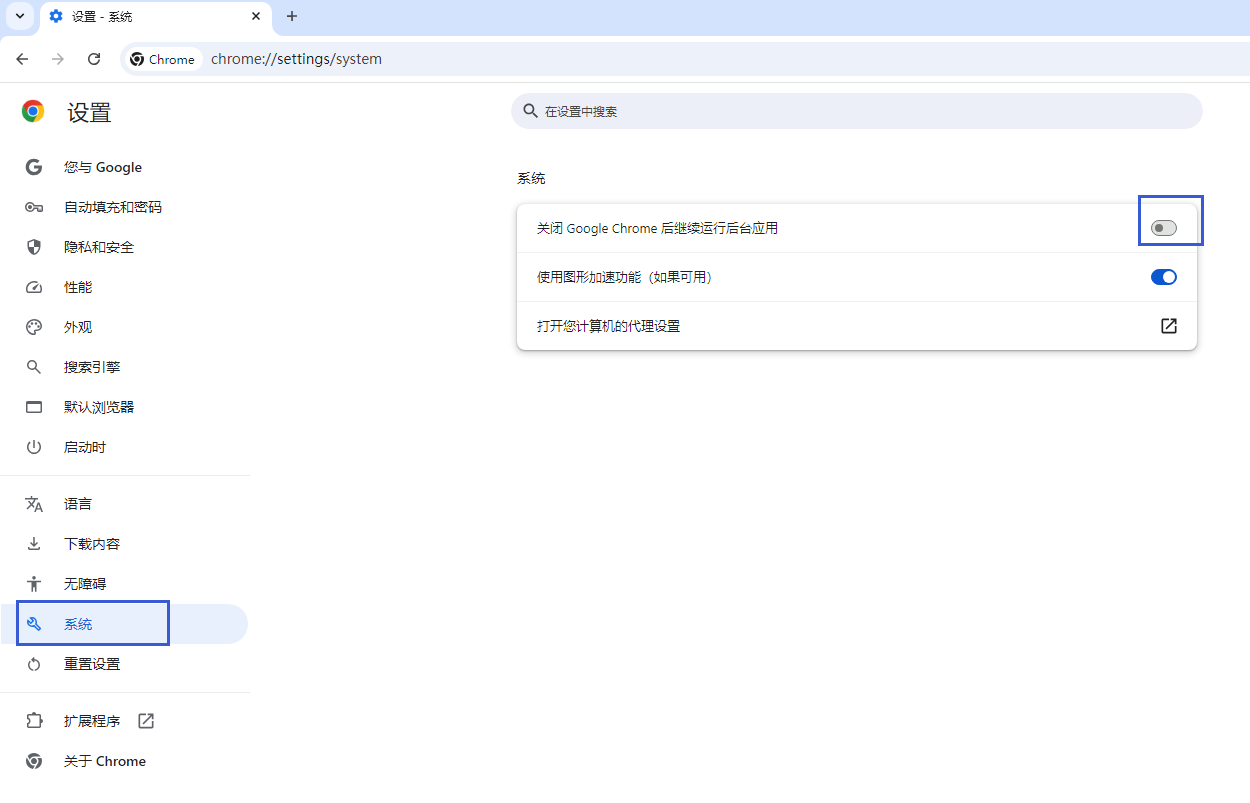 设置 - 系统
Chrome
chrome://settings/system
设置
在设置中搜索
您与 Google
自动填充和密码
隐私和安全
性能
外观
搜索引擎
默认浏览器
启动时
语言
下载内容
无障碍
系统
重置设置
扩展程序
关于 Chrome
系统
关闭 Google Chrome 后继续运行后台应用
使用图形加速功能（如果可用）
打开您计算机的代理设置